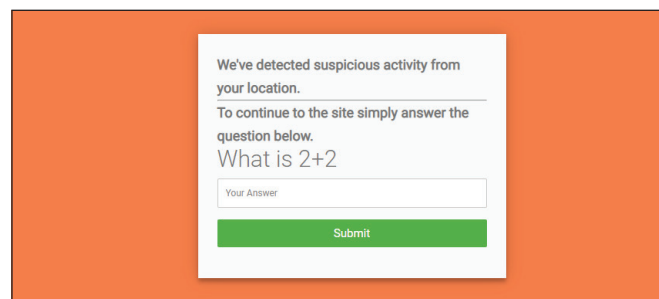 We've detected suspicious activity from
your location.
To continue to the site simply answer the
question below.
What is 2+2
Your Answer
Submit